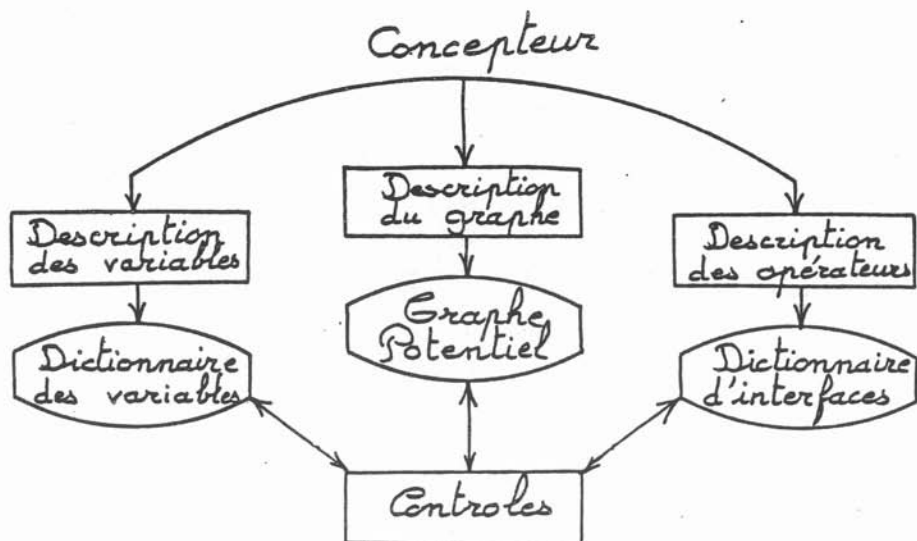 Concepteur
Description
des variables
Description
du graphe
Description
des opérateurs
Dictionnaire
des variables
Graphe
Potentiel
Dictionnaire
d'interfaces
Controles